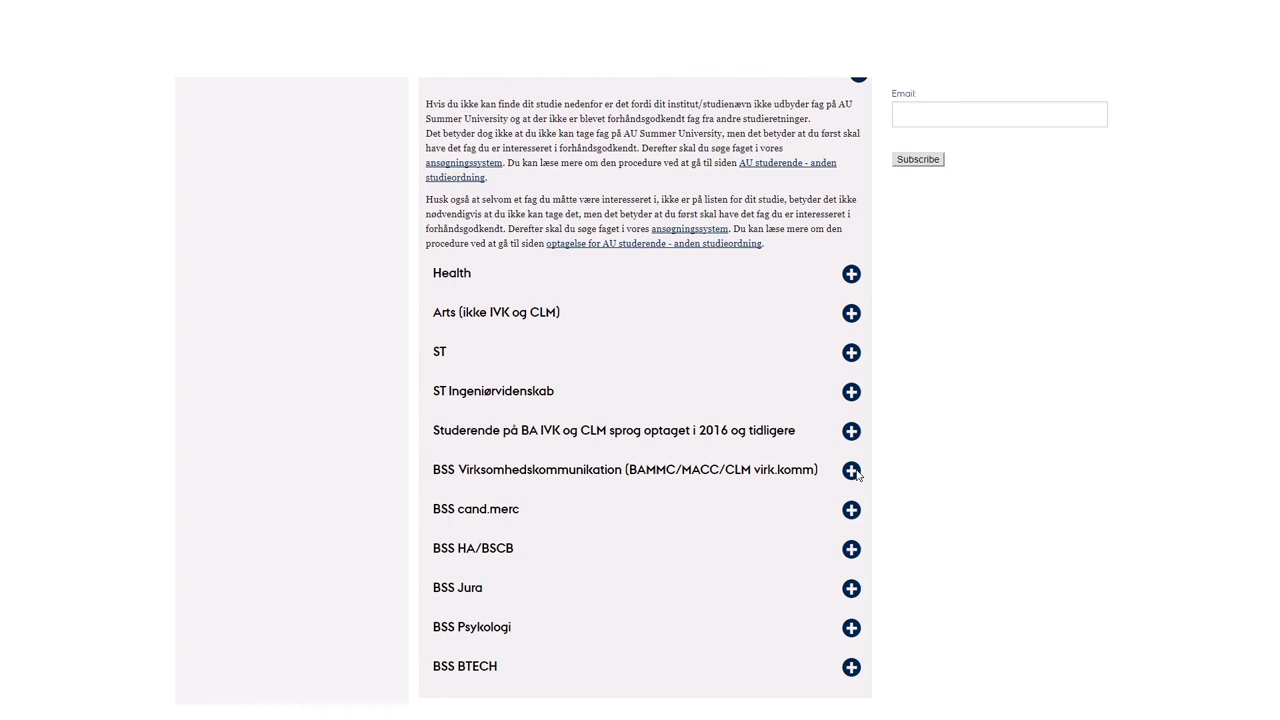 Hvis du ikke kan finde dit studie nedenfor er det fordi dit institut/studienævn ikke udbyder fag på AU
Summer University og at der ikke er blevet forhåndsgodkendt fag fra andre studieretninger.
Det betyder dog ikke at du ikke kan tage fag på AU Summer University, men det betyder at du først skal
have det fag du er interesseret i forhåndsgodkendt. Derefter skal du søge faget i vores
ansøgningssystem. Du kan læse mere om den procedure ved at gå til siden AU studerende - anden
studieordning.
Husk også at selvom et fag du måtte være interesseret i, ikke er på listen for dit studie, betyder det ikke
nødvendigvis at du ikke kan tage det, men det betyder at du først skal have det fag du er interesseret i
forhåndsgodkendt. Derefter skal du søge faget i vores ansøgningssystem. Du kan læse mere om den
procedure ved at gå til siden optagelse for AU studerende - anden studieordning.
Health
Arts (ikke IVK og CLM)
ST
ST Ingeniørvidenskab
Studerende på BA IVK og CLM sprog optaget i 2016 og tidligere
BSS Virksomhedskommunikation (BAMMC/MACC/CLM virk.komm)
BSS cand.merc
BSS HA/BSCB
BSS Jura
BSS Psykologi
BSS BTECH
Email:
Subscribe